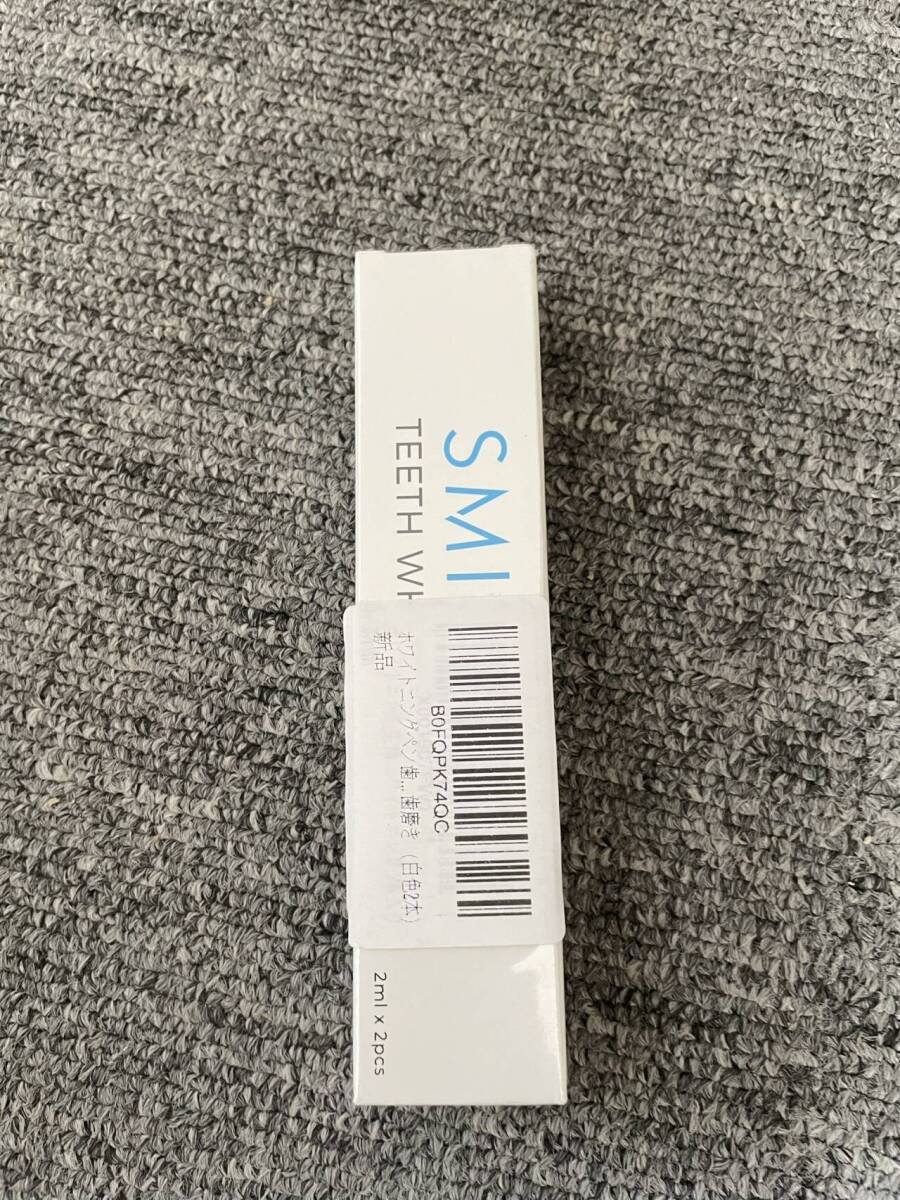 SMI
TEETH WH
B0FQPK74QC
ホワイトニングペン 歯... 歯磨き (白色2本)
新品
2ml x 2pcs